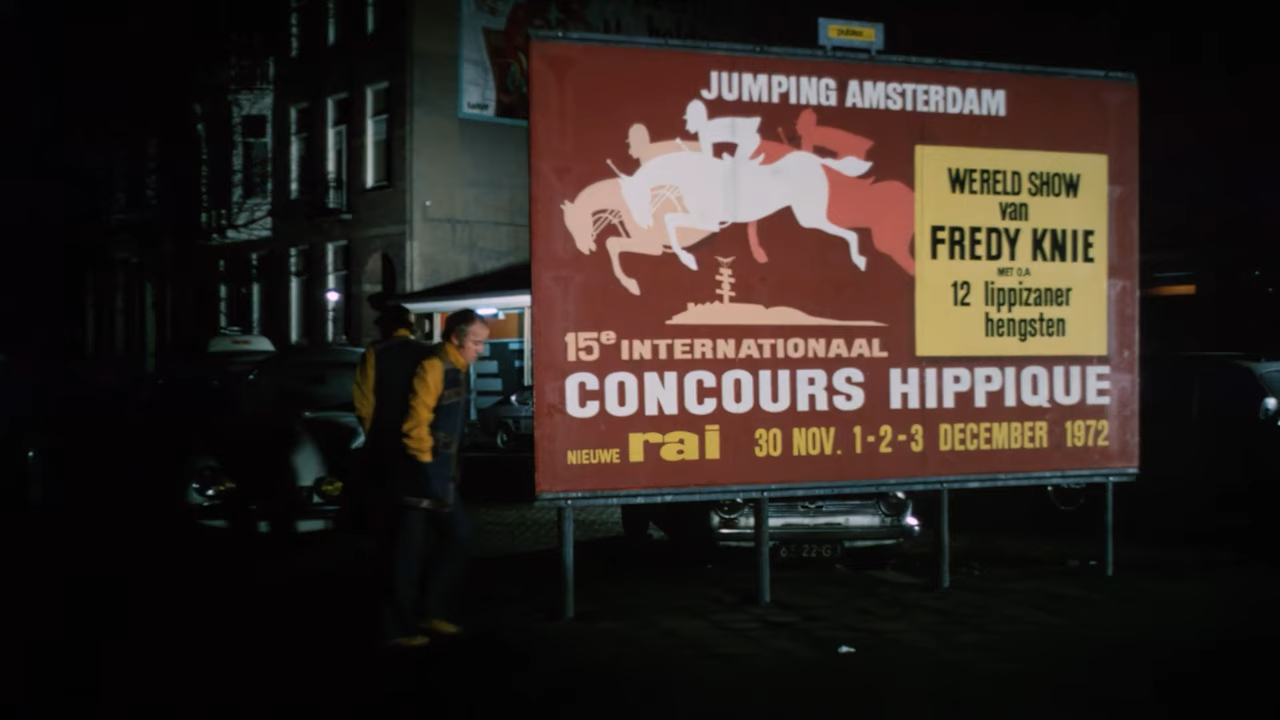 publex
JUMPING AMSTERDAM
WERELD SHOW
van
FREDY KNIE
MET O.A
12 lippizaner
hengsten
15e INTERNATIONAAL
CONCOURS HIPPIQUE
NIEUWE rai 30 NOV. 1-2-3 DECEMBER 1972